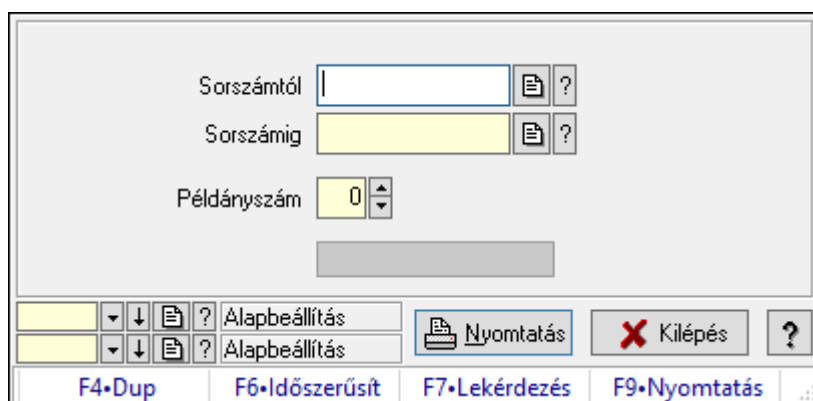 Sorszámtól ?
Sorszámig ?
Példányszám 0
? Alapbeállítás
? Alapbeállítás
Nyomtatás Kilépés ?
F4•Dup F6•Időszerűsít F7•Lekérdezés F9•Nyomtatás